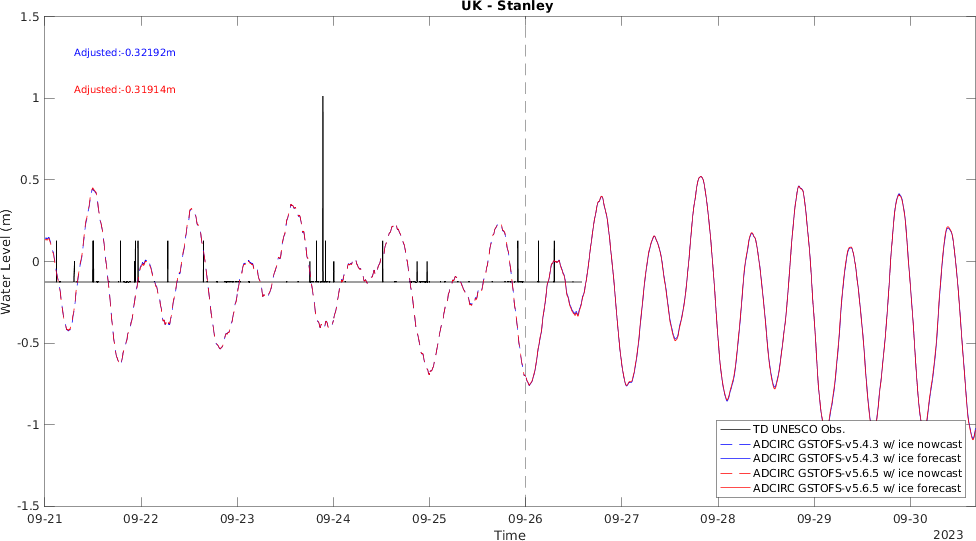 UK - Stanley
1.5
Adjusted:-0.32192m
Adjusted:-0.31914m
1
0.5
0
-0.5
-1
-1.5
Water Level (m)
TD UNESCO Obs.
ADCIRC GSTOFS-v5.4.3 w/ ice nowcast
ADCIRC GSTOFS-v5.4.3 w/ ice forecast
ADCIRC GSTOFS-v5.6.5 w/ ice nowcast
ADCIRC GSTOFS-v5.6.5 w/ ice forecast
09-21 09-22 09-23 09-24 09-25 09-26 09-27 09-28 09-29 09-30
Time
2023